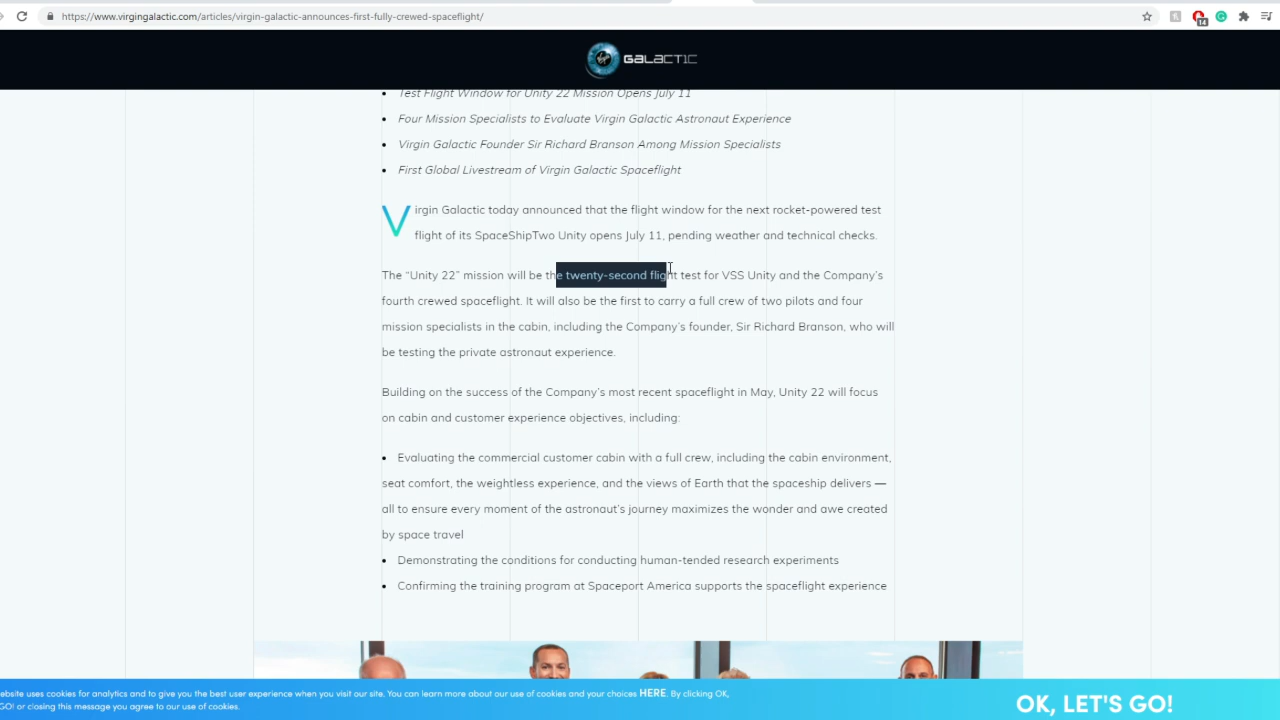 https://www.virgingalactic.com/articles/virgin-galactic-announces-first-fully-crewed-spaceflight/
14
GALACTIC
• Test Flight Window for Unity 22 Mission Opens July 11
• Four Mission Specialists to Evaluate Virgin Galactic Astronaut Experience
• Virgin Galactic Founder Sir Richard Branson Among Mission Specialists
• First Global Livestream of Virgin Galactic Spaceflight
Virgin Galactic today announced that the flight window for the next rocket-powered test
flight of its SpaceShipTwo Unity opens July 11, pending weather and technical checks.
The “Unity 22” mission will be the twenty-second flight test for VSS Unity and the Company’s
fourth crewed spaceflight. It will also be the first to carry a full crew of two pilots and four
mission specialists in the cabin, including the Company’s founder, Sir Richard Branson, who will
be testing the private astronaut experience.
Building on the success of the Company’s most recent spaceflight in May, Unity 22 will focus
on cabin and customer experience objectives, including:
• Evaluating the commercial customer cabin with a full crew, including the cabin environment,
seat comfort, the weightless experience, and the views of Earth that the spaceship delivers —
all to ensure every moment of the astronaut’s journey maximizes the wonder and awe created
by space travel
• Demonstrating the conditions for conducting human-tended research experiments
• Confirming the training program at Spaceport America supports the spaceflight experience
ebsite uses cookies for analytics and to give you the best user experience when you visit our site. You can learn more about our use of cookies and your choices HERE. By clicking OK,
GO! or closing this message you agree to our use of cookies.
OK, LET'S GO!